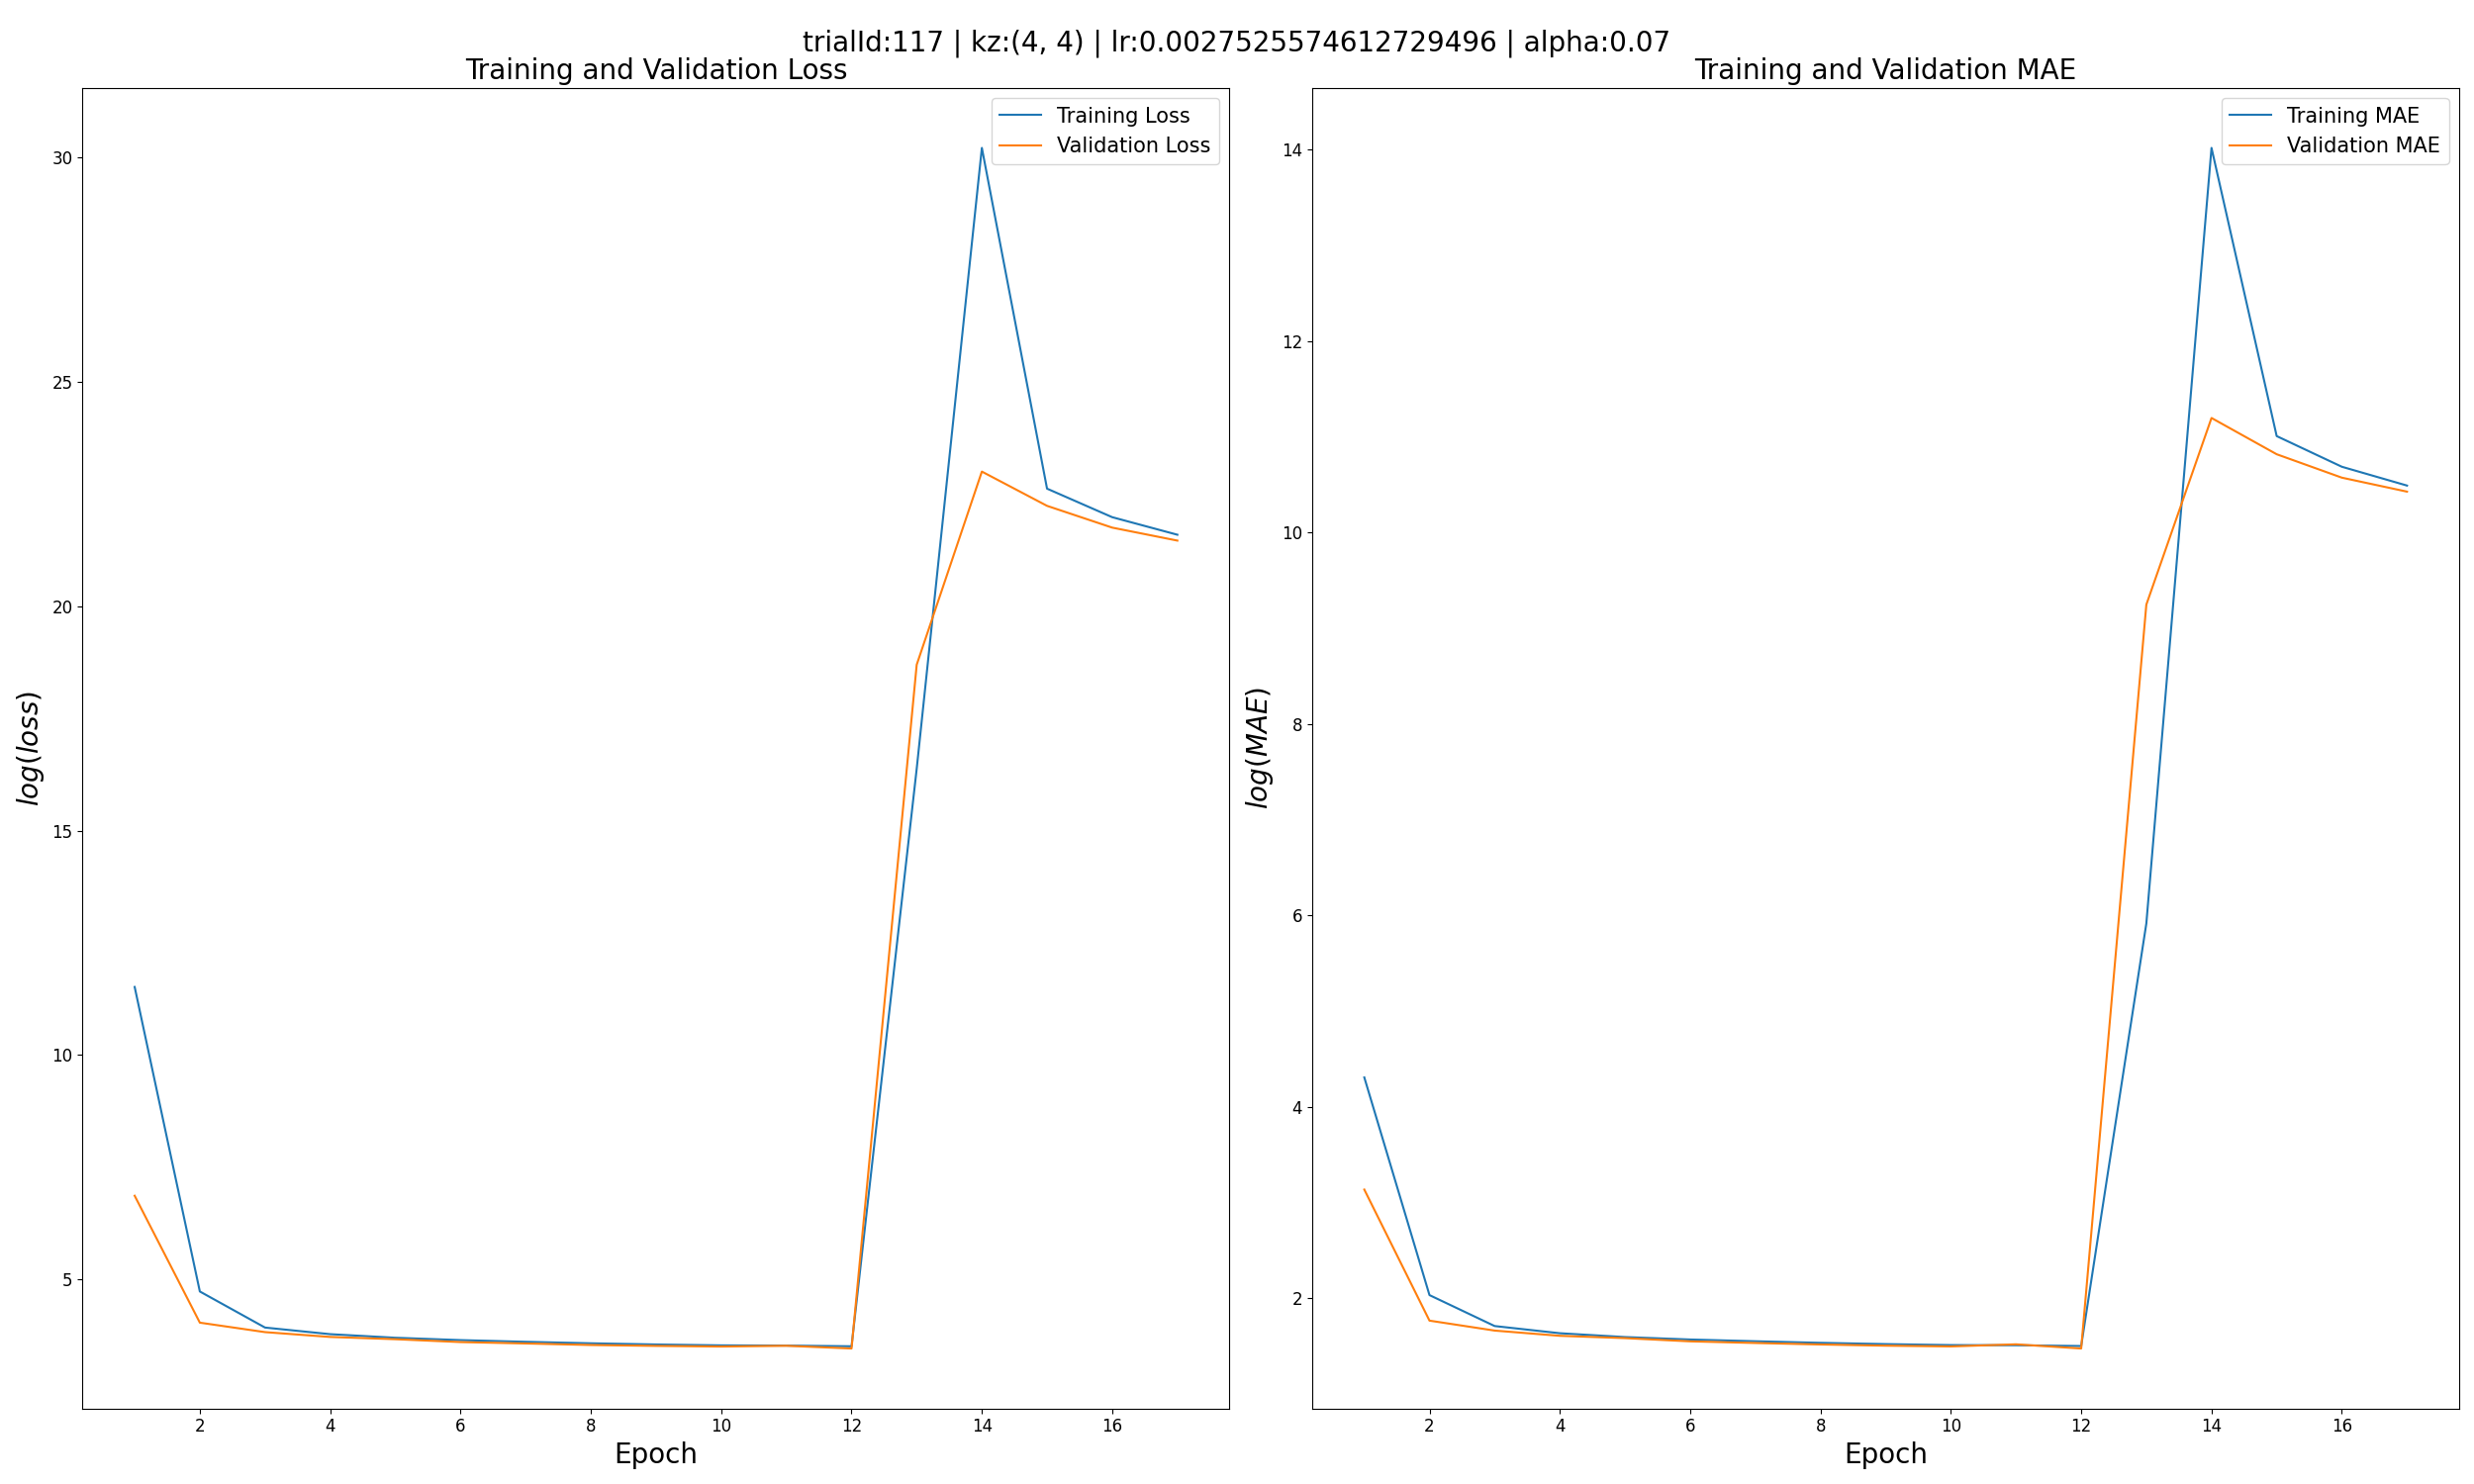 trialId:117 | kz:(4, 4) | lr:0.0027525574612729496 | alpha:0.07
Training and Validation Loss
Training Loss
Validation Loss
30
25
20
15
10
5
log(loss)
2 4 6 8 10 12 14 16
Epoch
Training and Validation MAE
Training MAE
Validation MAE
14
12
10
8
6
4
2
log(MAE)
2 4 6 8 10 12 14 16
Epoch